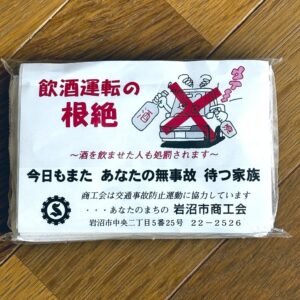 飲酒運転の
根絶
酒
～酒を飲ませた人も処罰されます～
今日もまた あなたの無事故 待つ家族
商工会は交通事故防止運動に協力しています
・・・あなたのまちの 岩沼市商工会
岩沼市中央二丁目5番25号 22-2526